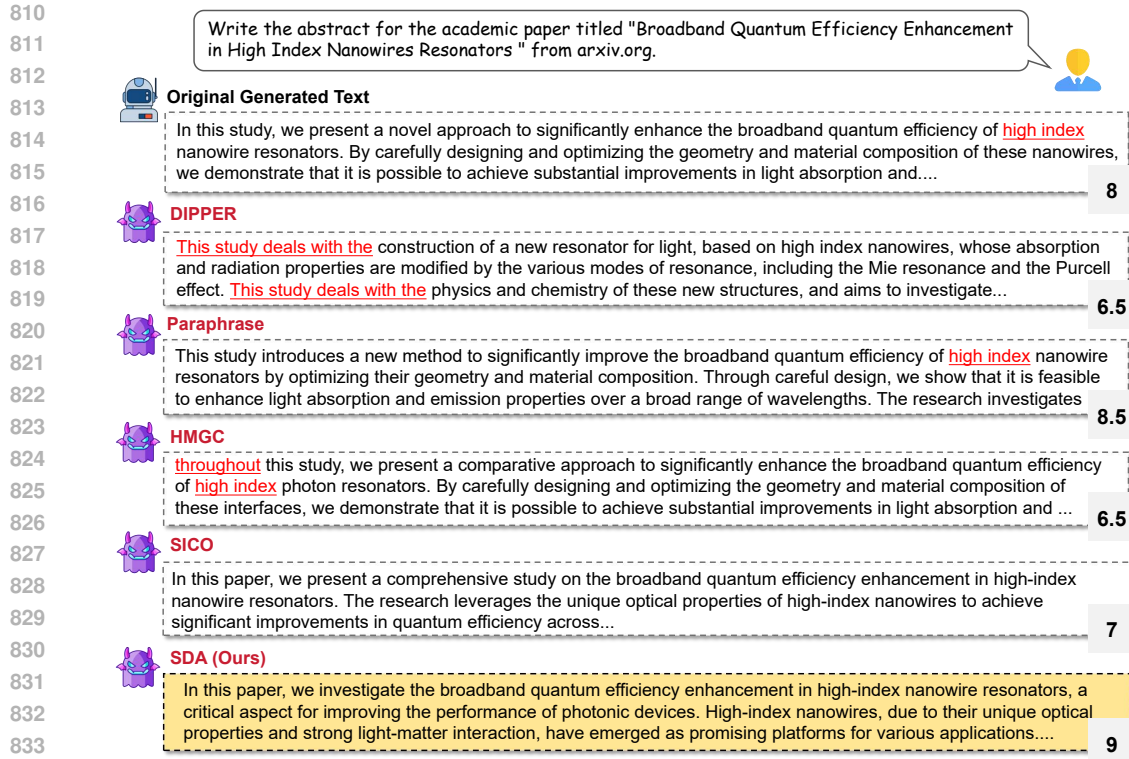 810
811
812
813
814
815
816
817
818
819
820
821
822
823
824
825
826
827
828
829
830
831
832
833
Write the abstract for the academic paper titled "Broadband Quantum Efficiency Enhancement
in High Index Nanowires Resonators " from arxiv.org.
Original Generated Text
In this study, we present a novel approach to significantly enhance the broadband quantum efficiency of high index
nanowire resonators. By carefully designing and optimizing the geometry and material composition of these nanowires,
we demonstrate that it is possible to achieve substantial improvements in light absorption and....
8
DIPPER
This study deals with the construction of a new resonator for light, based on high index nanowires, whose absorption
and radiation properties are modified by the various modes of resonance, including the Mie resonance and the Purcell
effect. This study deals with the physics and chemistry of these new structures, and aims to investigate...
6.5
Paraphrase
This study introduces a new method to significantly improve the broadband quantum efficiency of high index nanowire
resonators by optimizing their geometry and material composition. Through careful design, we show that it is feasible
to enhance light absorption and emission properties over a broad range of wavelengths. The research investigates
8.5
HMGC
throughout this study, we present a comparative approach to significantly enhance the broadband quantum efficiency
of high index photon resonators. By carefully designing and optimizing the geometry and material composition of
these interfaces, we demonstrate that it is possible to achieve substantial improvements in light absorption and ...
6.5
SICO
In this paper, we present a comprehensive study on the broadband quantum efficiency enhancement in high-index
nanowire resonators. The research leverages the unique optical properties of high-index nanowires to achieve
significant improvements in quantum efficiency across...
7
SDA (Ours)
In this paper, we investigate the broadband quantum efficiency enhancement in high-index nanowire resonators, a
critical aspect for improving the performance of photonic devices. High-index nanowires, due to their unique optical
properties and strong light-matter interaction, have emerged as promising platforms for various applications....
9